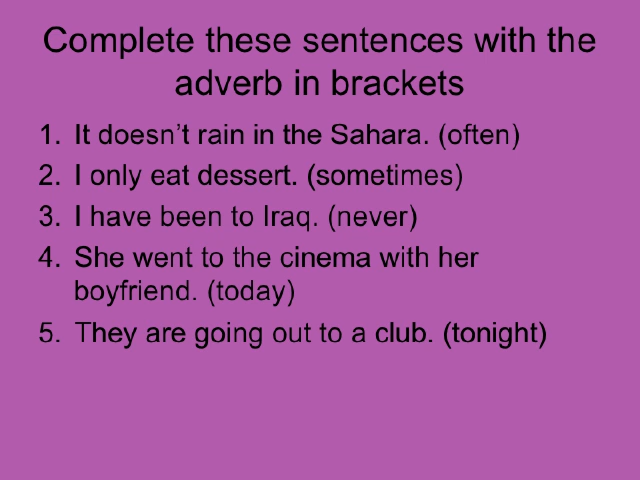 Complete these sentences with the
adverb in brackets
1. It doesn’t rain in the Sahara. (often)
2. I only eat dessert. (sometimes)
3. I have been to Iraq. (never)
4. She went to the cinema with her
boyfriend. (today)
5. They are going out to a club. (tonight)